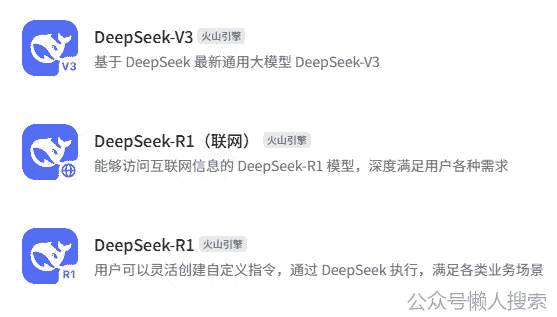 DeepSeek-V3 火山引擎
V3
基于 DeepSeek 最新通用大模型 DeepSeek-V3
DeepSeek-R1（联网） 火山引擎
能够访问互联网信息的 DeepSeek-R1 模型，深度满足用户各种需求
DeepSeek-R1 火山引擎
R1
用户可以灵活创建自定义指令，通过 DeepSeek 执行，满足各类业务场景
公众号懒人搜索